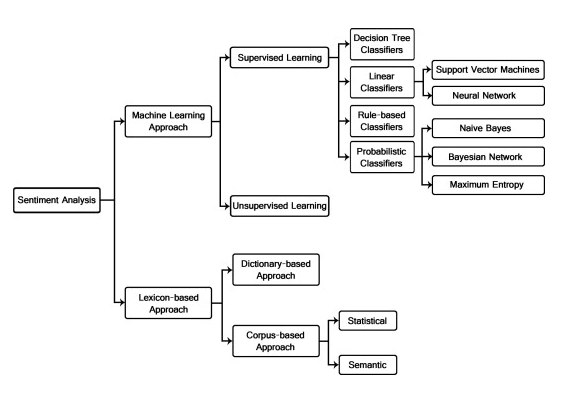 Decision Tree
Classifiers
Supervised Learning
Linear
Classifiers
Support Vector Machines
Neural Network
Machine Learning
Approach
Rule-based
Classifiers
Naive Bayes
Probabilistic
Classifiers
Bayesian Network
Maximum Entropy
Sentiment Analysis
Unsupervised Learning
Dictionary-based
Approach
Lexicon-based
Approach
Corpus-based
Approach
Statistical
Semantic